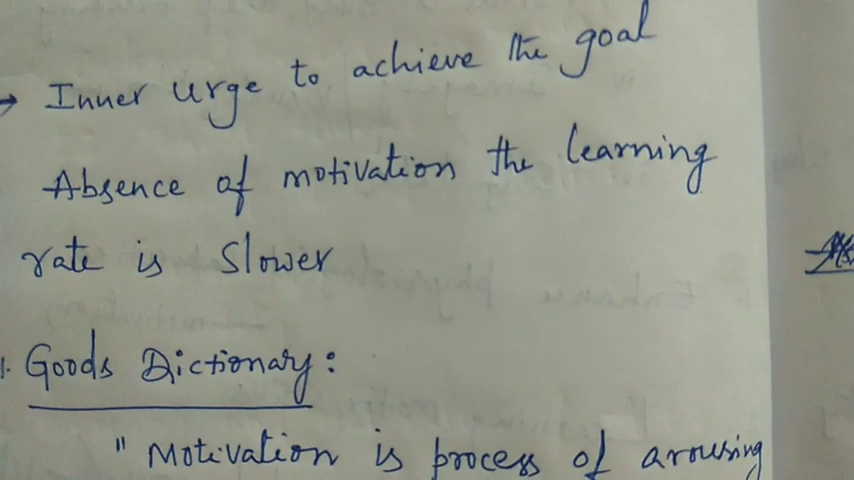 → Inner urge to achieve the goal
Absence of motivation the learning
rate is slower
1. Goods Dictionary:
" Motivation is process of arousing